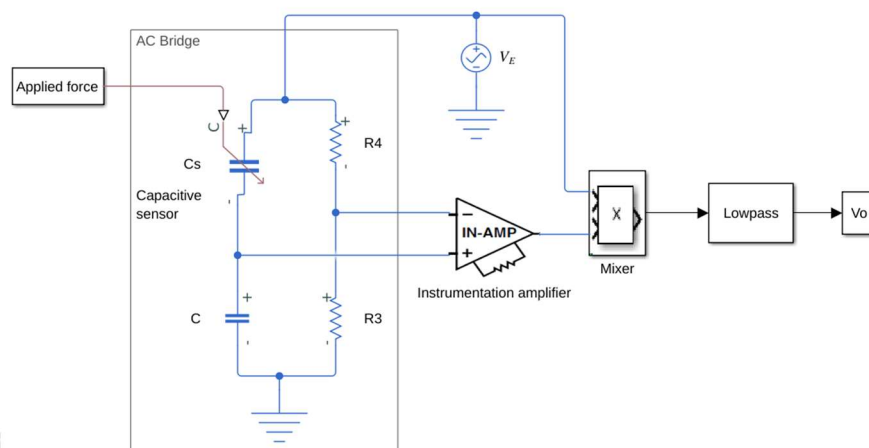 AC Bridge
V_E
Applied force
C
+
+
R4
Cs
-
Capacitive
sensor
-
−
IN-AMP
+
X
Lowpass
Vo
Mixer
Instrumentation amplifier
+
+
C
R3
-
-